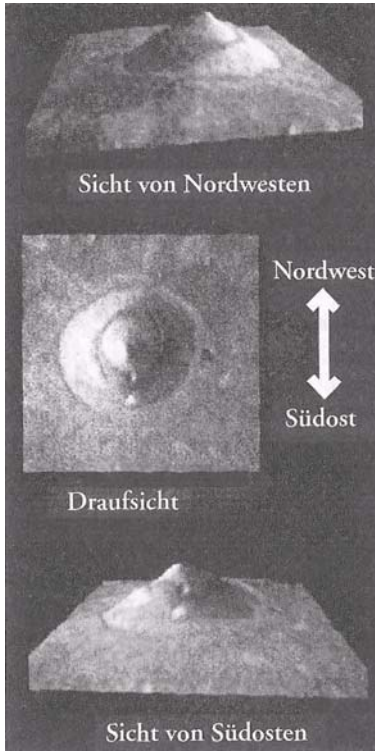 Sicht von Nordwesten
Nordwest
Südost
Draufsicht
Sicht von Südosten